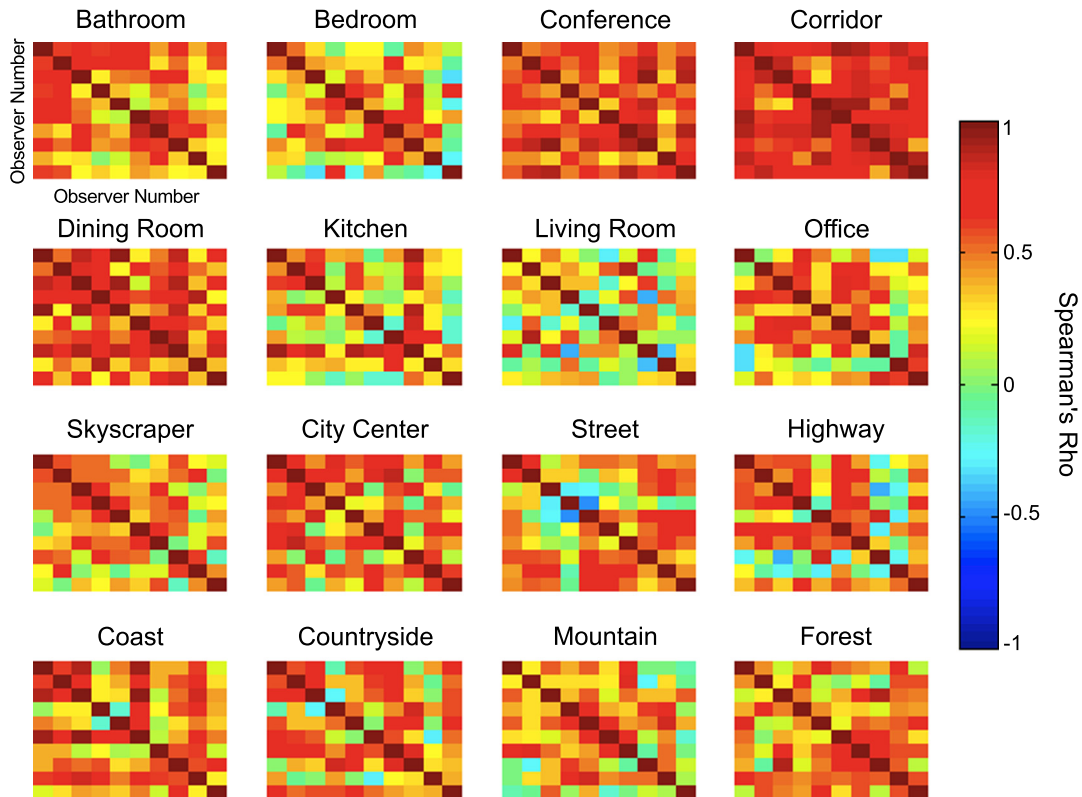 Bathroom
Bedroom
Conference
Corridor
Observer Number
Observer Number
Dining Room
Kitchen
Living Room
Office
Skyscraper
City Center
Street
Highway
Coast
Countryside
Mountain
Forest
1
0.5
0
-0.5
-1
Spearman's Rho